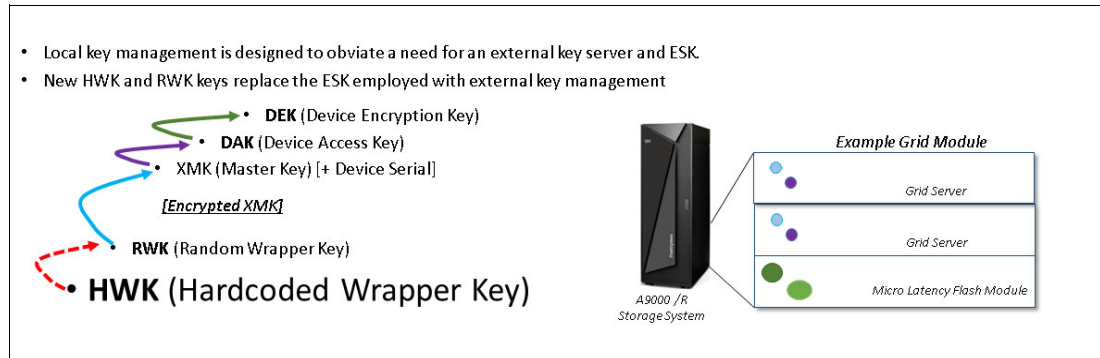 • Local key management is designed to obviate a need for an external key server and ESK.
• New HWK and RWK keys replace the ESK employed with external key management
• DEK (Device Encryption Key)
• DAK (Device Access Key)
• XMK (Master Key) [+ Device Serial]
[Encrypted XMK]
• RWK (Random Wrapper Key)
• HWK (Hardcoded Wrapper Key)
Example Grid Module
Grid Server
Grid Server
Micro Latency Flash Module
A9000 /R
Storage System